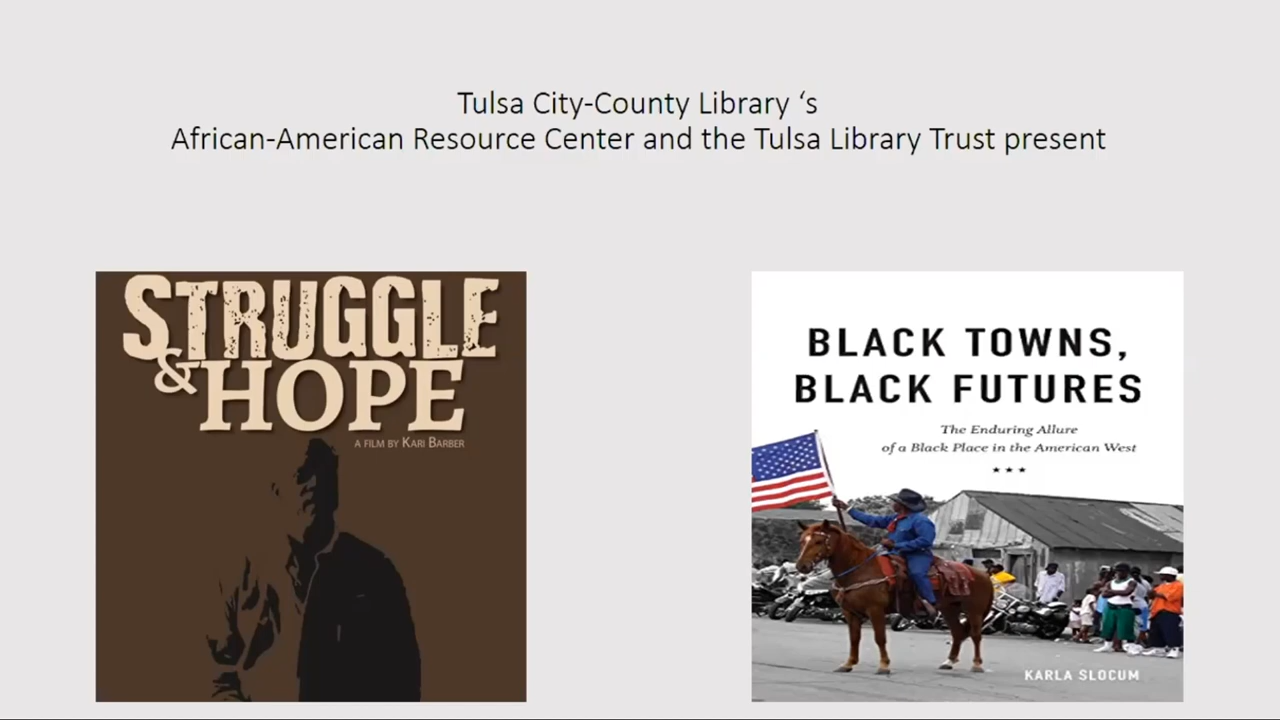 Tulsa City-County Library ‘s
African-American Resource Center and the Tulsa Library Trust present
STRUGGLE
& HOPE
A FILM BY KARI BARBER
BLACK TOWNS,
BLACK FUTURES
The Enduring Allure
of a Black Place in the American West
KARLA SLOCUM